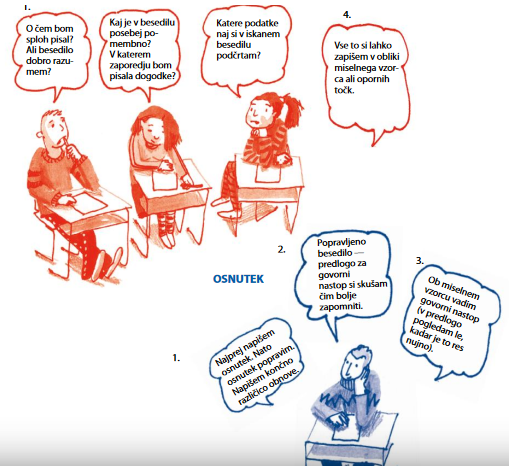 1.
O čem bom
sploh pisal?
Ali besedilo
dobro razu-
mem?
Kaj je v besedilu
posebej po-
membno?
V katerem
zaporedju bom
pisala dogodke?
Katere podatke
naj si v iskanem
besedilu
podčrtam?
4.
Vse to si lahko
zapišem v obliki
miselnega vzor-
ca ali opornih
točk.
OSNUTEK
1.
Najprej napišem
osnutek. Nato
osnutek popravim.
Napišem končno
različico obnove.
2.
Popravljeno
besedilo —
predlogo za
govorni
nastop si skušam
čim bolje
zapomniti.
3.
Ob miselnem
vzorcu vadim
govorni nastop
(v predlogo
pogledam le,
kadar je to res
nujno).